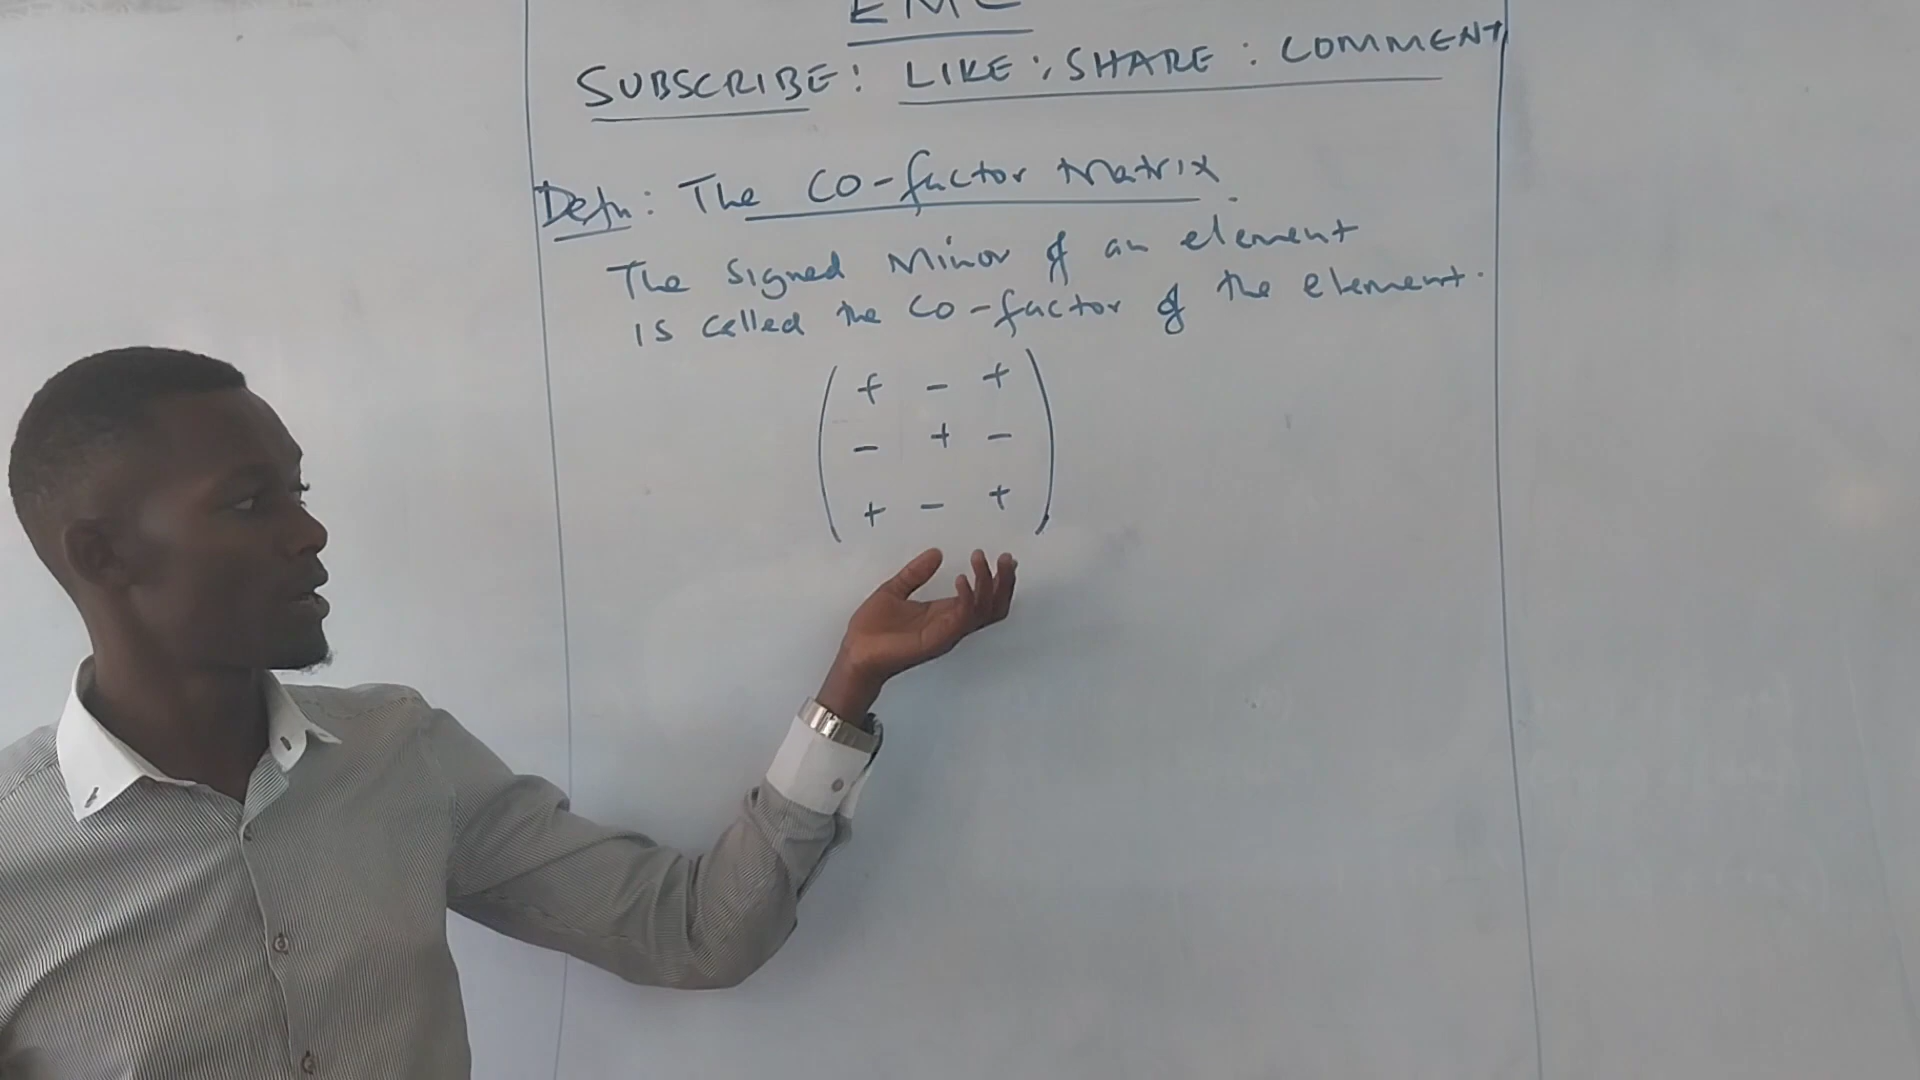 EMC
SUBSCRIBE: LIKE: SHARE: COMMENT
Defn: The Co-factor Matrix.
The signed Minor of an element
is called the Co-factor of the element.
+ - +
- + -
+ - +